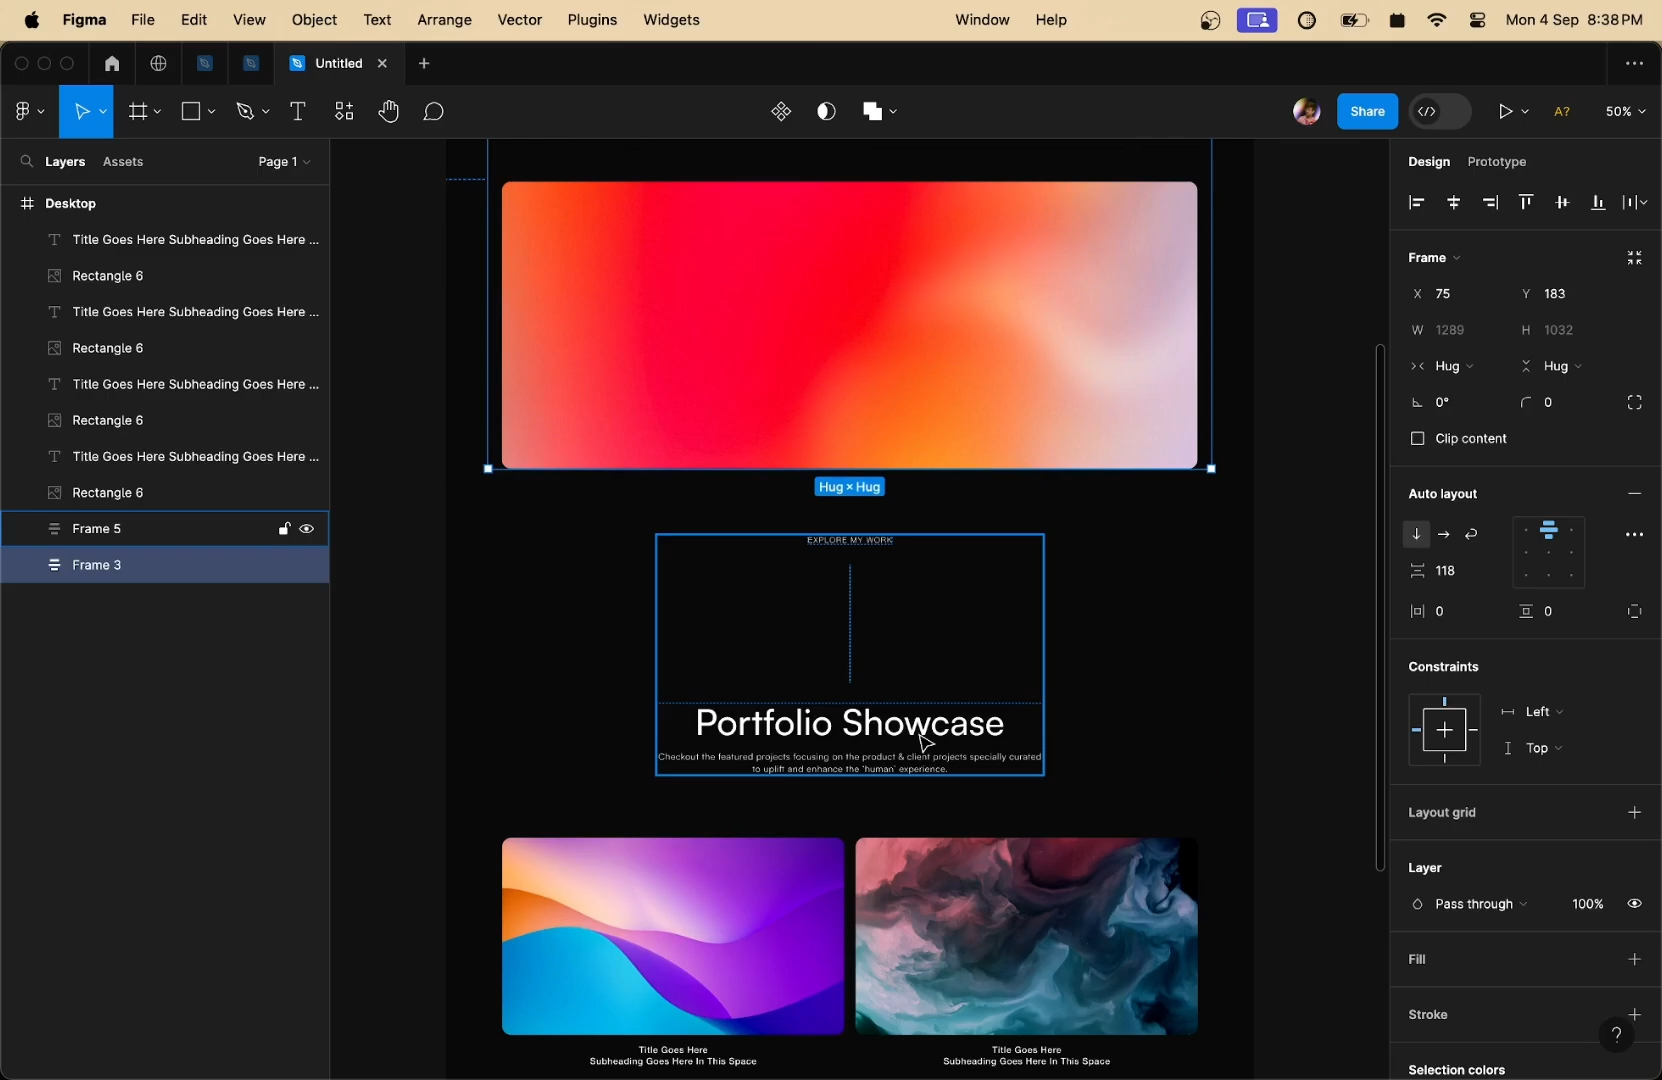 Figma File Edit View Object Text Arrange Vector Plugins Widgets Window Help Mon 4 Sep 8:38 PM
Untitled
Share A? 50%
Layers Assets Page 1
Desktop
Title Goes Here Subheading Goes Here ...
Rectangle 6
Title Goes Here Subheading Goes Here ...
Rectangle 6
Title Goes Here Subheading Goes Here ...
Rectangle 6
Title Goes Here Subheading Goes Here ...
Rectangle 6
Frame 5
Frame 3
Hug × Hug
EXPLORE MY WORK
Portfolio Showcase
Checkout the featured projects focusing on the product & client projects specially curated
to uplift and enhance the 'human' experience.
Title Goes Here
Subheading Goes Here In This Space
Title Goes Here
Subheading Goes Here In This Space
Design Prototype
Frame
X 75 Y 183
W 1289 H 1032
Hug Hug
0° 0
Clip content
Auto layout
118
0 0
Constraints
Left
Top
Layout grid
Layer
Pass through 100%
Fill
Stroke
?
Selection colors